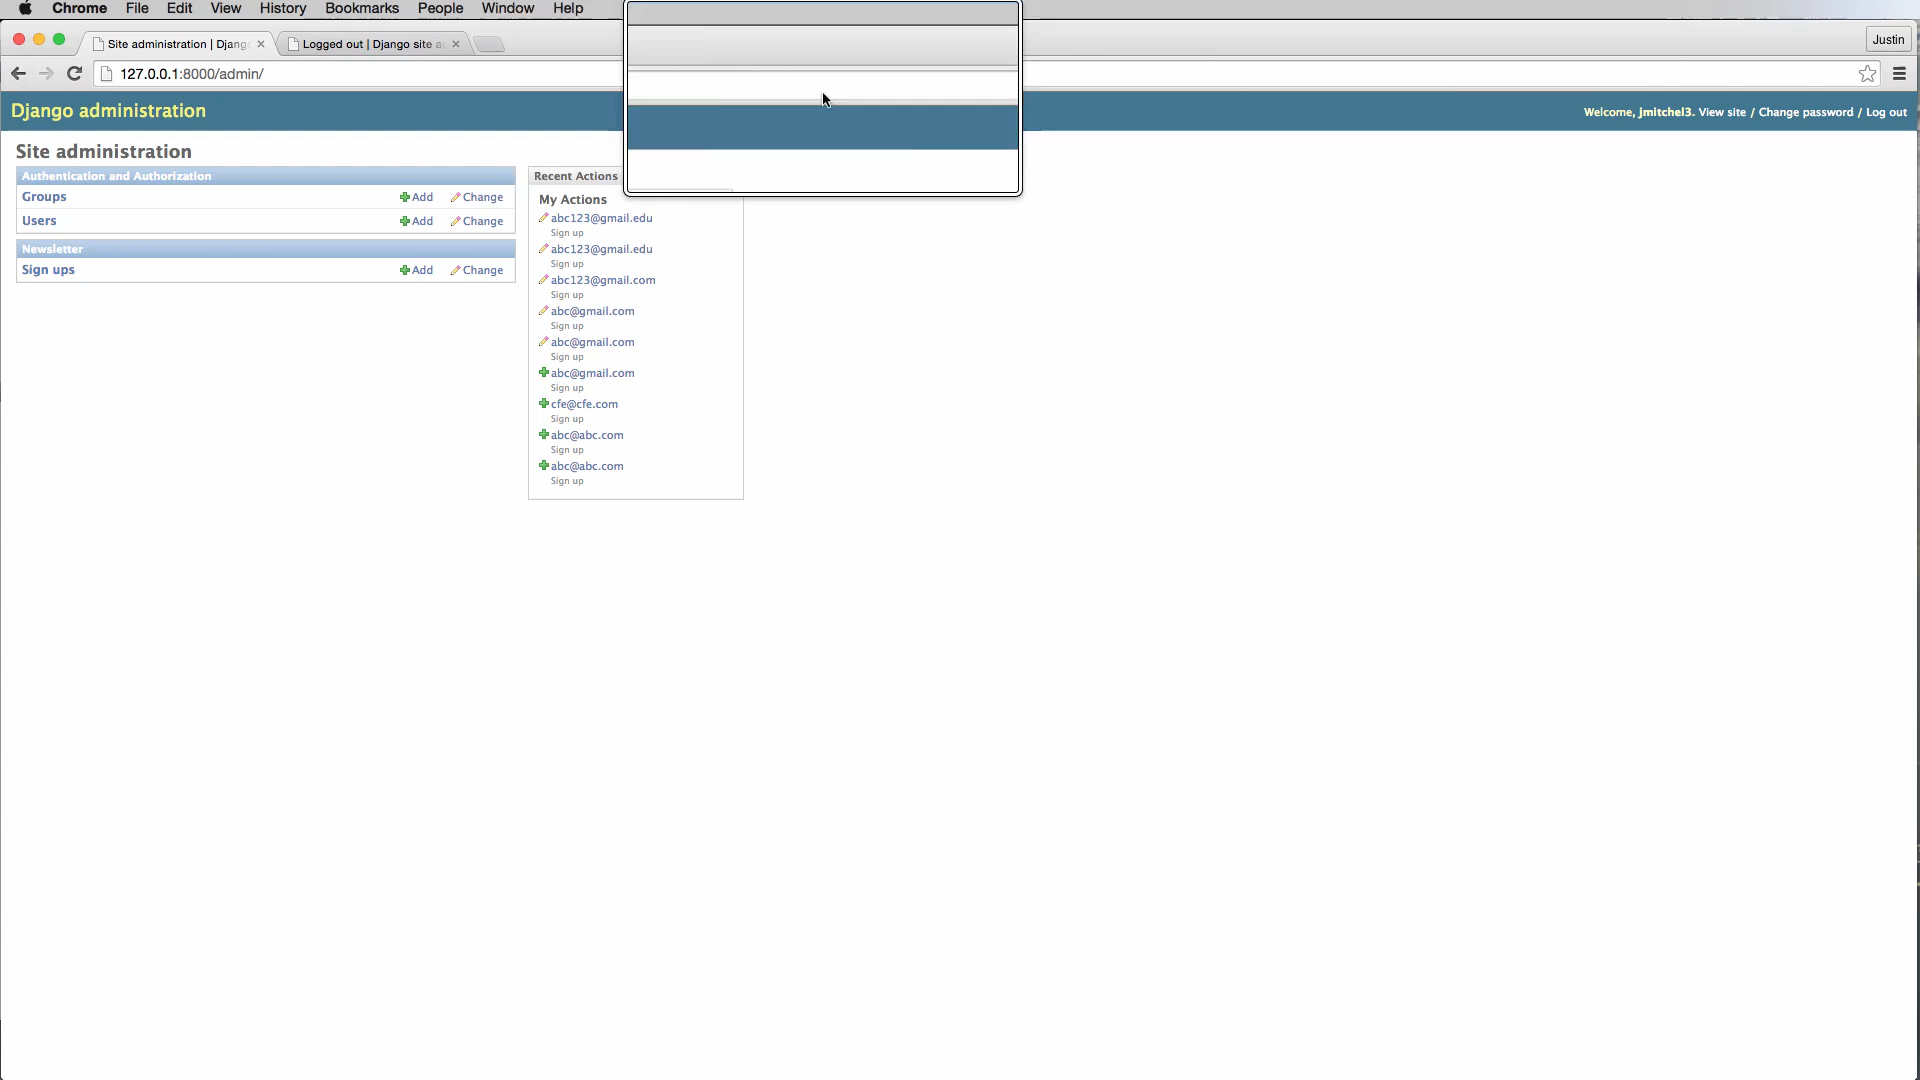 Chrome File Edit View History Bookmarks People Window Help
Site administration | Djang
Logged out | Django site a
Justin
127.0.0.1:8000/admin/
Django administration
Welcome, jmitchel3. View site / Change password / Log out
Site administration
Authentication and Authorization
Groups Add Change
Users Add Change
Newsletter
Sign ups Add Change
Recent Actions
My Actions
abc123@gmail.edu
Sign up
abc123@gmail.edu
Sign up
abc123@gmail.com
Sign up
abc@gmail.com
Sign up
abc@gmail.com
Sign up
abc@gmail.com
Sign up
cfe@cfe.com
Sign up
abc@abc.com
Sign up
abc@abc.com
Sign up